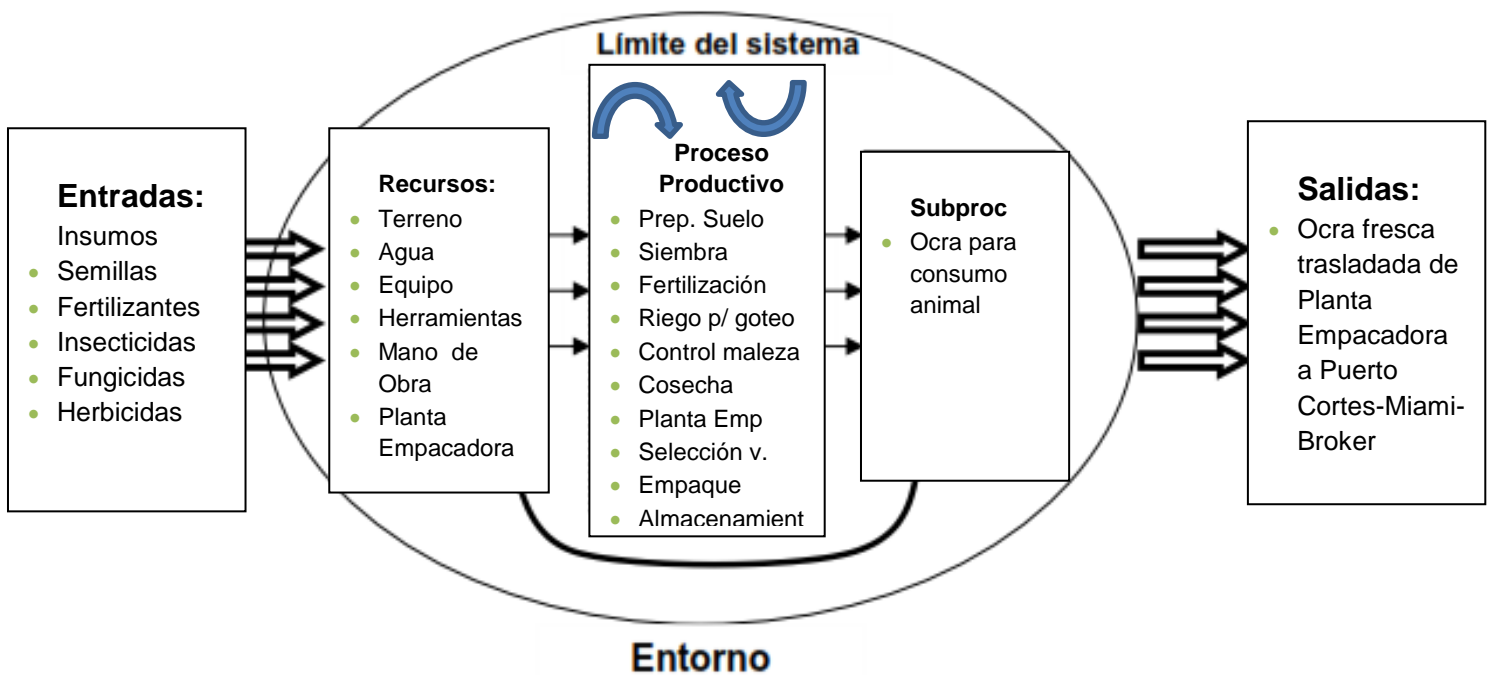 Límite del sistema
Entradas:
Insumos
Semillas
Fertilizantes
Insecticidas
Fungicidas
Herbicidas
Recursos:
Terreno
Agua
Equipo
Herramientas
Mano de
Obra
Planta
Empacadora
Proceso
Productivo
Prep. Suelo
Siembra
Fertilización
Riego p/ goteo
Control maleza
Cosecha
Planta Emp
Selección v.
Empaque
Almacenamient
Subproc
Ocra para
consumo
animal
Salidas:
Ocra fresca
trasladada de
Planta
Empacadora
a Puerto
Cortes-Miami-
Broker
Entorno